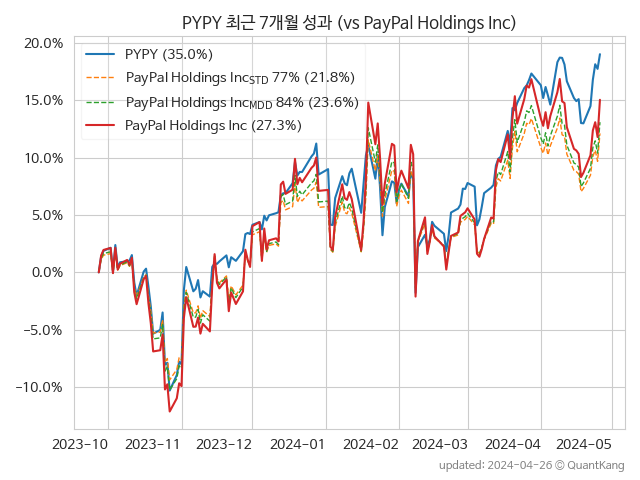 PYPY 최근 7개월 성과 (vs PayPal Holdings Inc)
20.0%
15.0%
10.0%
5.0%
0.0%
−5.0%
−10.0%
PYPY (35.0%)
PayPal Holdings IncSTD 77% (21.8%)
PayPal Holdings IncMDD 84% (23.6%)
PayPal Holdings Inc (27.3%)
2023-10 2023-11 2023-12 2024-01 2024-02 2024-03 2024-04 2024-05
updated: 2024-04-26 © QuantKang